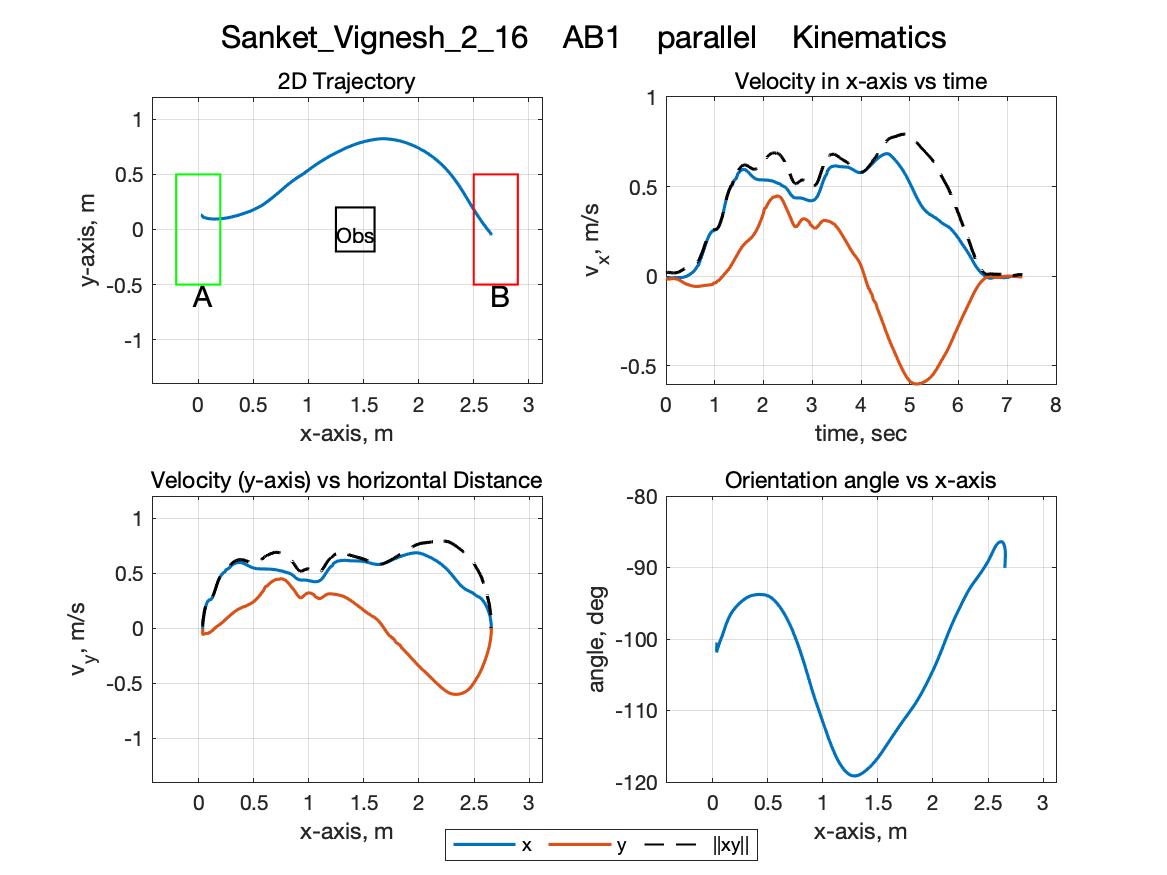 Sanket_Vignesh_2_16 AB1 parallel Kinematics
2D Trajectory
1
0.5
0
-0.5
-1
y-axis, m
Obs
A
B
0 0.5 1 1.5 2 2.5 3
x-axis, m
Velocity in x-axis vs time
1
0.5
0
-0.5
vx, m/s
0 1 2 3 4 5 6 7 8
time, sec
Velocity (y-axis) vs horizontal Distance
1
0.5
0
-0.5
-1
vy, m/s
0 0.5 1 1.5 2 2.5 3
x-axis, m
Orientation angle vs x-axis
-80
-90
-100
-110
-120
angle, deg
0 0.5 1 1.5 2 2.5 3
x-axis, m
x y ||xy||